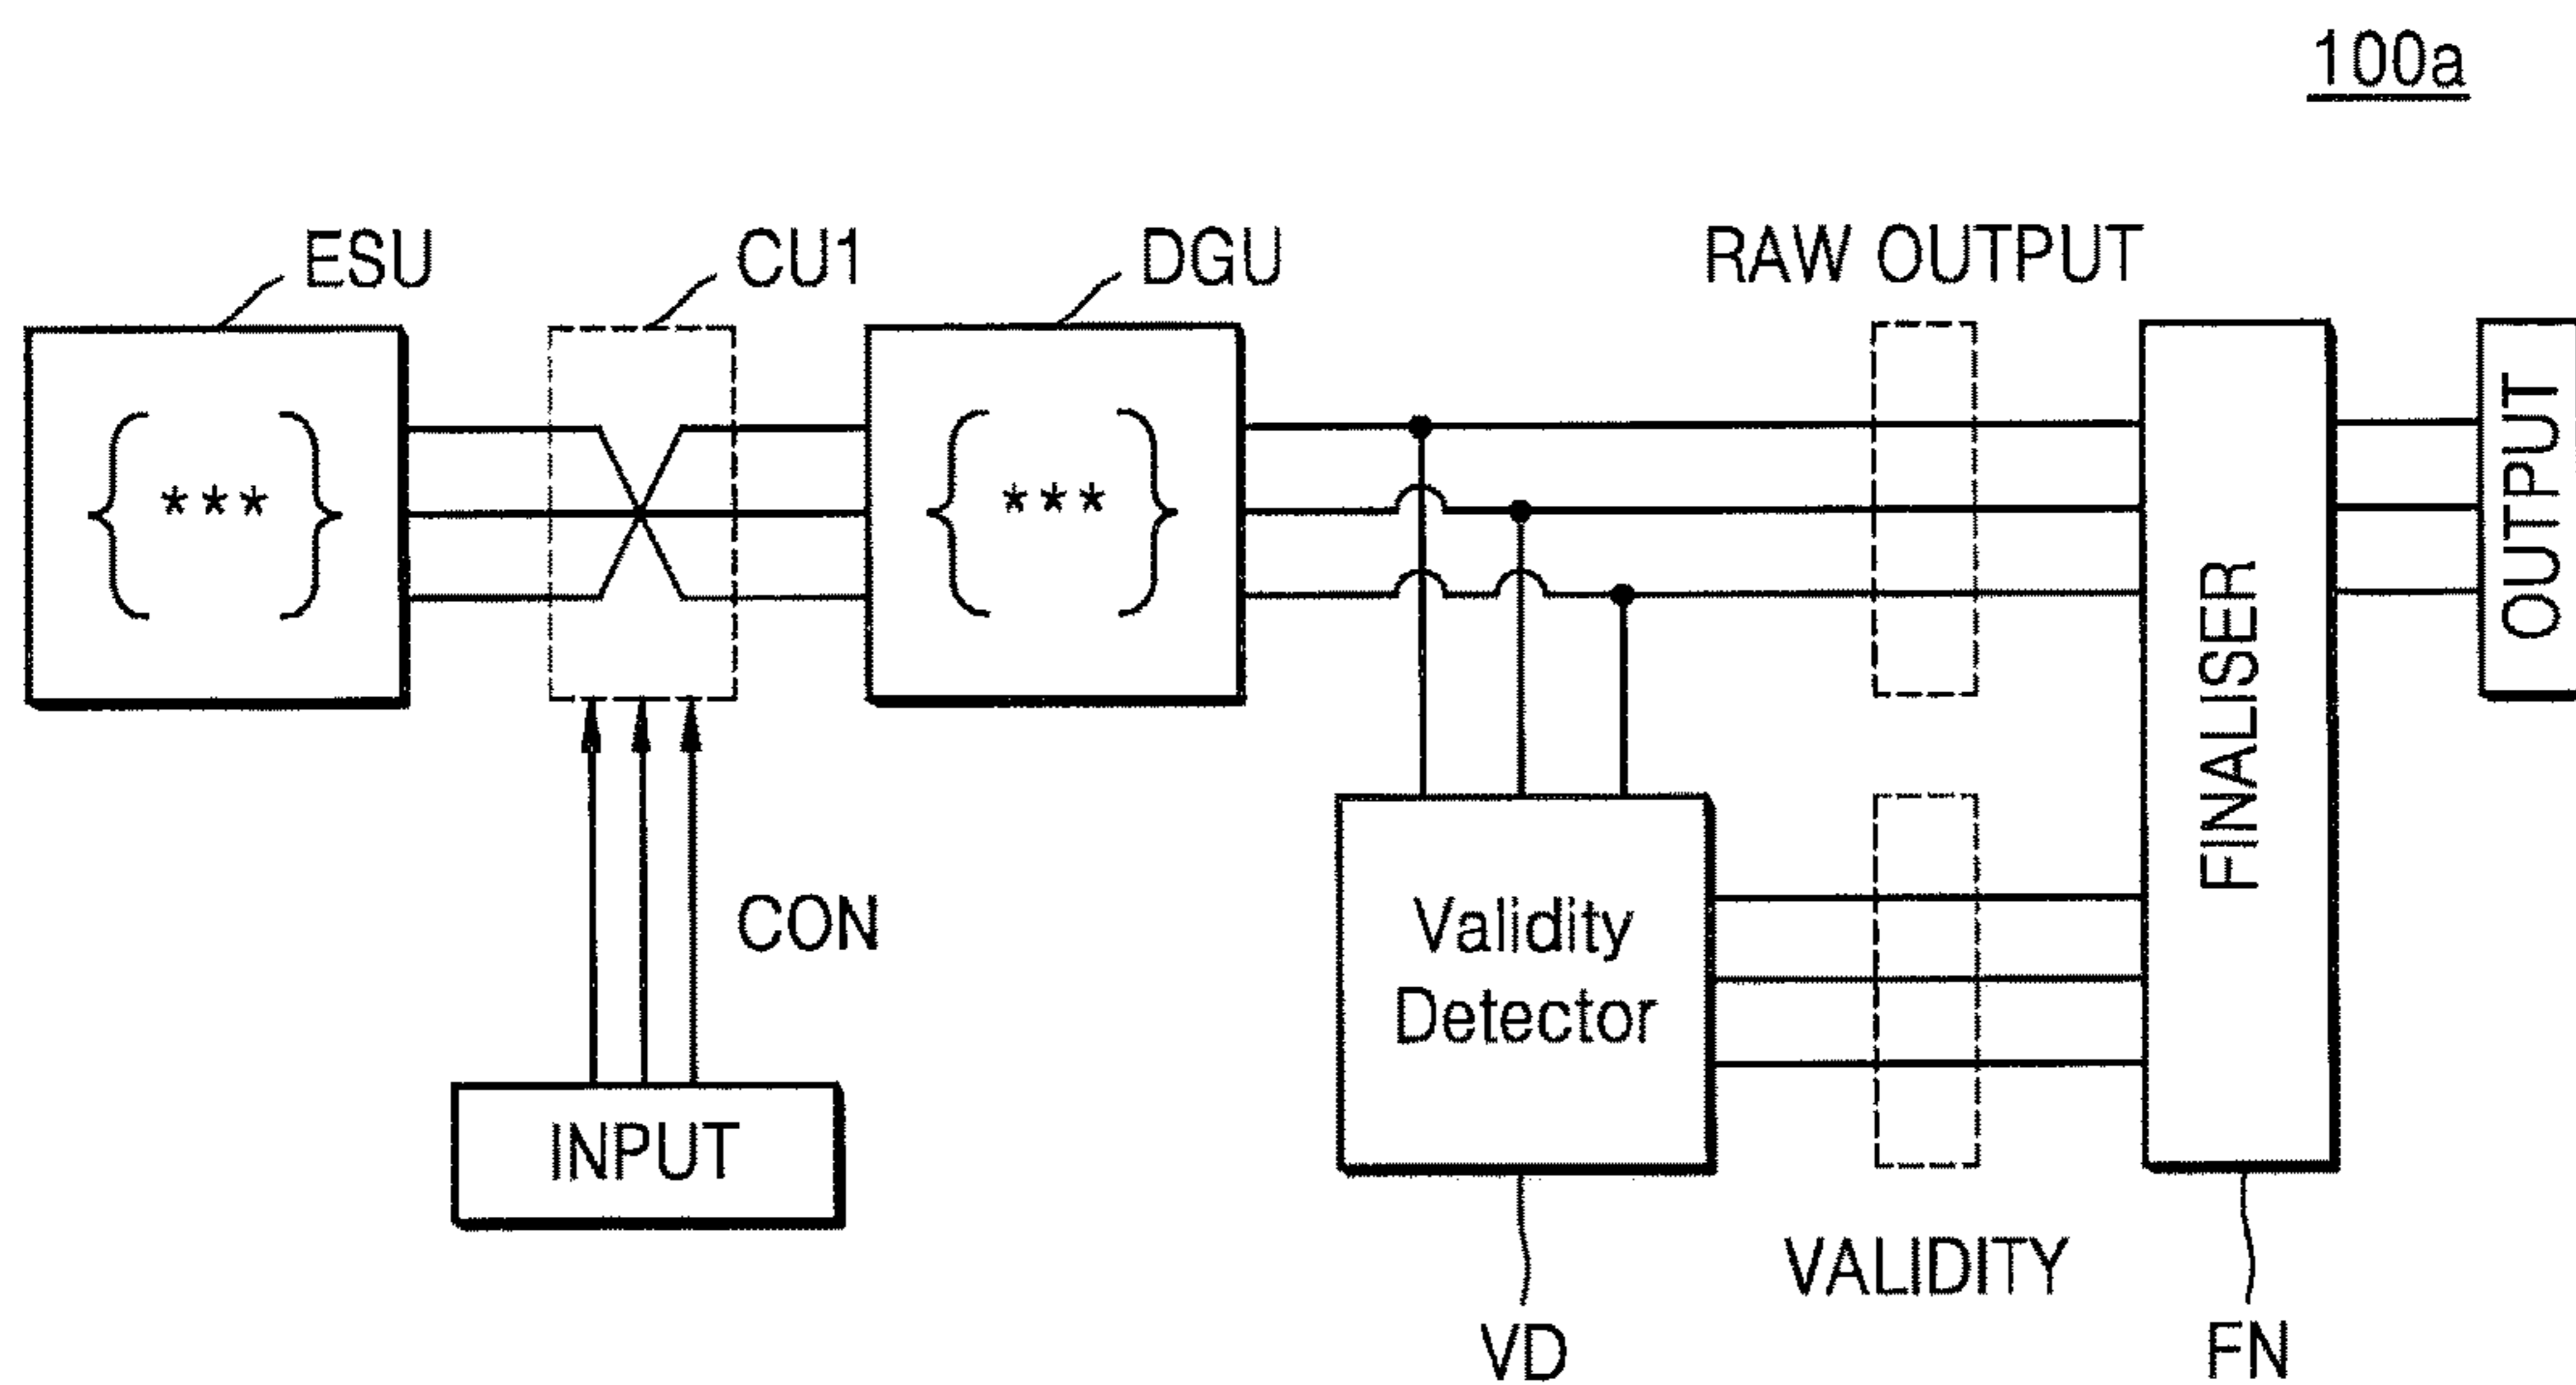 100a
ESU
CU1
DGU
RAW OUTPUT
{ *** }
{ *** }
OUTPUT
FINALISER
CON
Validity
Detector
INPUT
VALIDITY
VD
FN